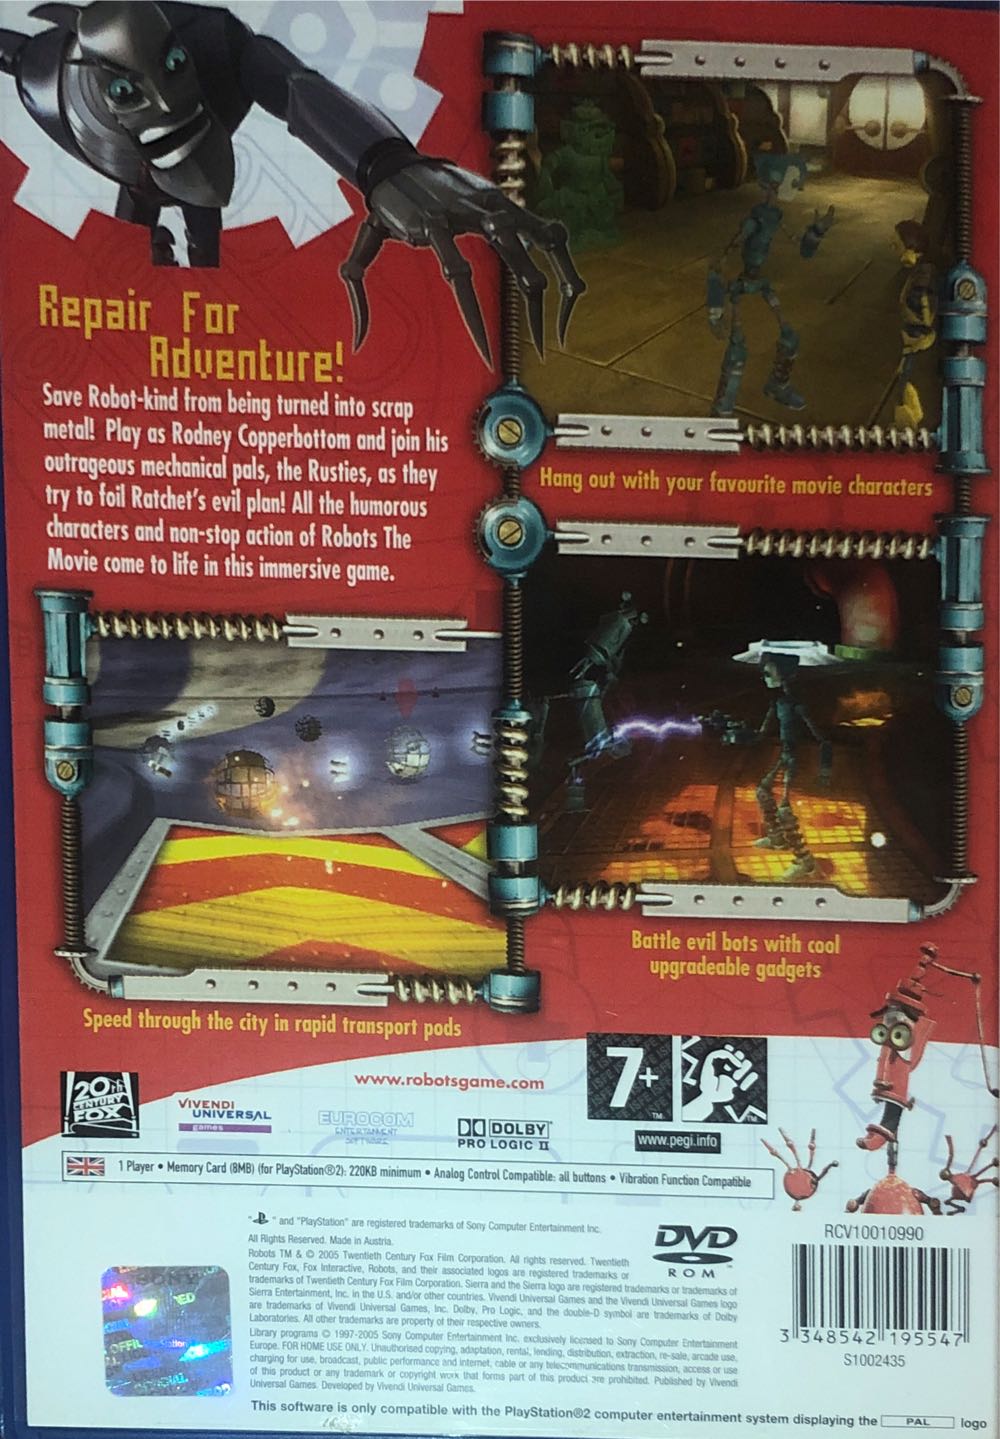 Repair For
Adventure!
Save Robot-kind from being turned into scrap
metal! Play as Rodney Copperbottom and join his
outrageous mechanical pals, the Rusties, as they
try to foil Ratchet's evil plan! All the humorous
characters and non-stop action of Robots The
Movie come to life in this immersive game.
Hang out with your favourite movie characters
Battle evil bots with cool
upgradeable gadgets
Speed through the city in rapid transport pods
www.robotsgame.com
7+
TM
20TH
CENTURY
FOX
VIVENDI
UNIVERSAL
games
EUROCOM
ENTERTAINMENT
SOFTWARE
DOLBY
PRO LOGIC II
www.pegi.info
1 Player • Memory Card (8MB) (for PlayStation®2): 220KB minimum • Analog Control Compatible: all buttons • Vibration Function Compatible
" " and "PlayStation" are registered trademarks of Sony Computer Entertainment Inc.
All Rights Reserved. Made in Austria.
Robots TM & © 2005 Twentieth Century Fox Film Corporation. All rights reserved. Twentieth
Century Fox, Fox Interactive, Robots, and their associated logos are registered trademarks or
trademarks of Twentieth Century Fox Film Corporation. Sierra and the Sierra logo are registered trademarks or trademarks of
Sierra Entertainment, Inc. in the U.S. and/or other countries. Vivendi Universal Games and the Vivendi Universal Games logo
are trademarks of Vivendi Universal Games, Inc. Dolby, Pro Logic, and the double-D symbol are trademarks of Dolby
Laboratories. All other trademarks are property of their respective owners.
Library programs © 1997-2005 Sony Computer Entertainment Inc. exclusively licensed to Sony Computer Entertainment
Europe. FOR HOME USE ONLY. Unauthorised copying, adaptation, rental, lending, distribution, extraction, re-sale, arcade use,
charging for use, broadcast, public performance and internet, cable or any telecommunications transmission, access or use
of this product or any trademark or copyright work that forms part of this product are prohibited. Published by Vivendi
Universal Games. Developed by Vivendi Universal Games.
This software is only compatible with the PlayStation®2 computer entertainment system displaying the PAL logo
DVD
ROM
RCV10010990
3 348542 195547
S1002435
SONY